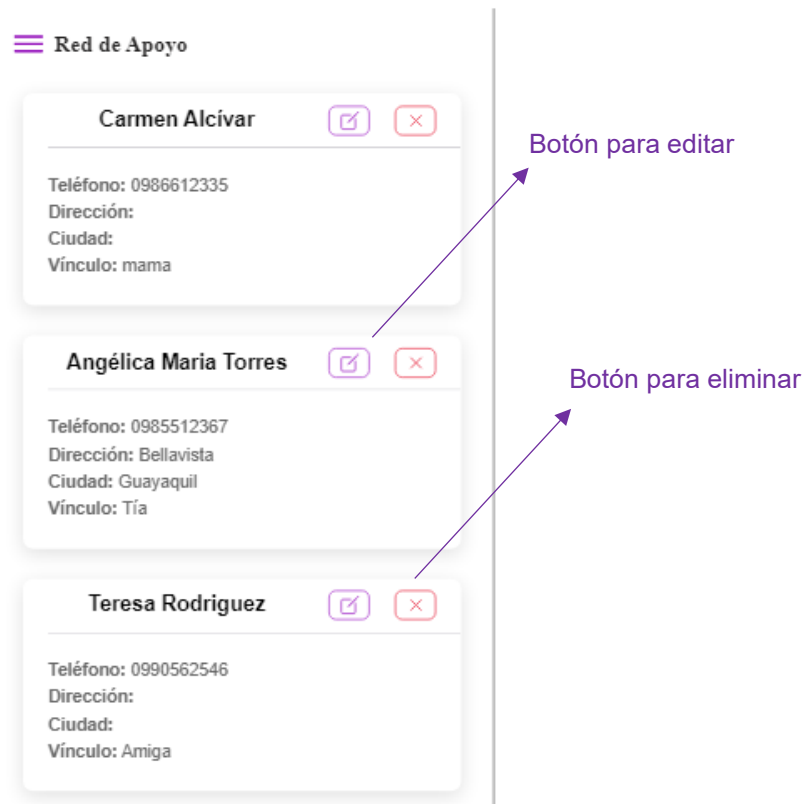 Red de Apoyo
Carmen Alcívar
Teléfono: 0986612335
Dirección:
Ciudad:
Vínculo: mama
Botón para editar
Angélica Maria Torres
Teléfono: 0985512367
Dirección: Bellavista
Ciudad: Guayaquil
Vínculo: Tía
Botón para eliminar
Teresa Rodriguez
Teléfono: 0990562546
Dirección:
Ciudad:
Vínculo: Amiga